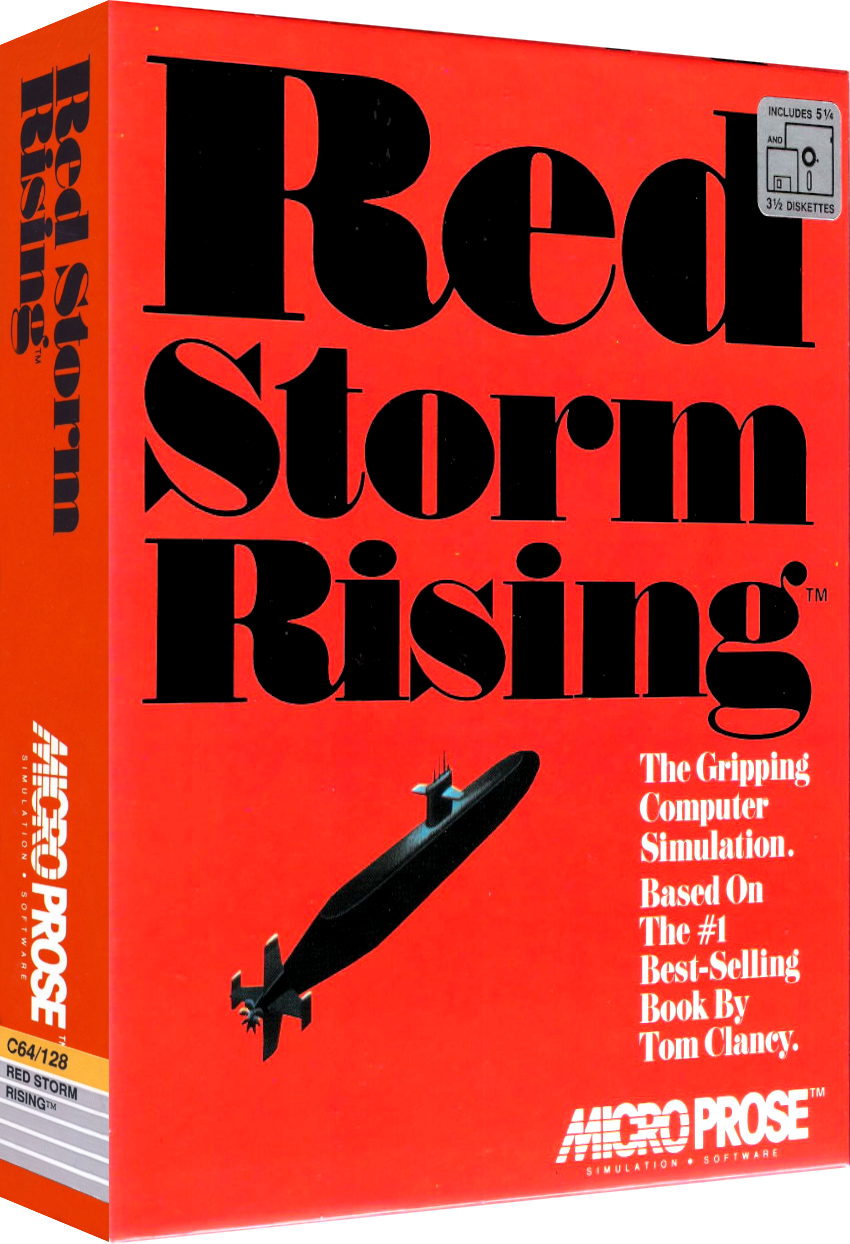 Red Storm
Rising™
MICRO PROSE™
SIMULATION • SOFTWARE
C64/128
RED STORM
RISING™
Red
Storm
Rising™
INCLUDES 5¼
AND
3½ DISKETTES
The Gripping
Computer
Simulation.
Based On
The #1
Best-Selling
Book By
Tom Clancy.
MICRO PROSE™
SIMULATION • SOFTWARE